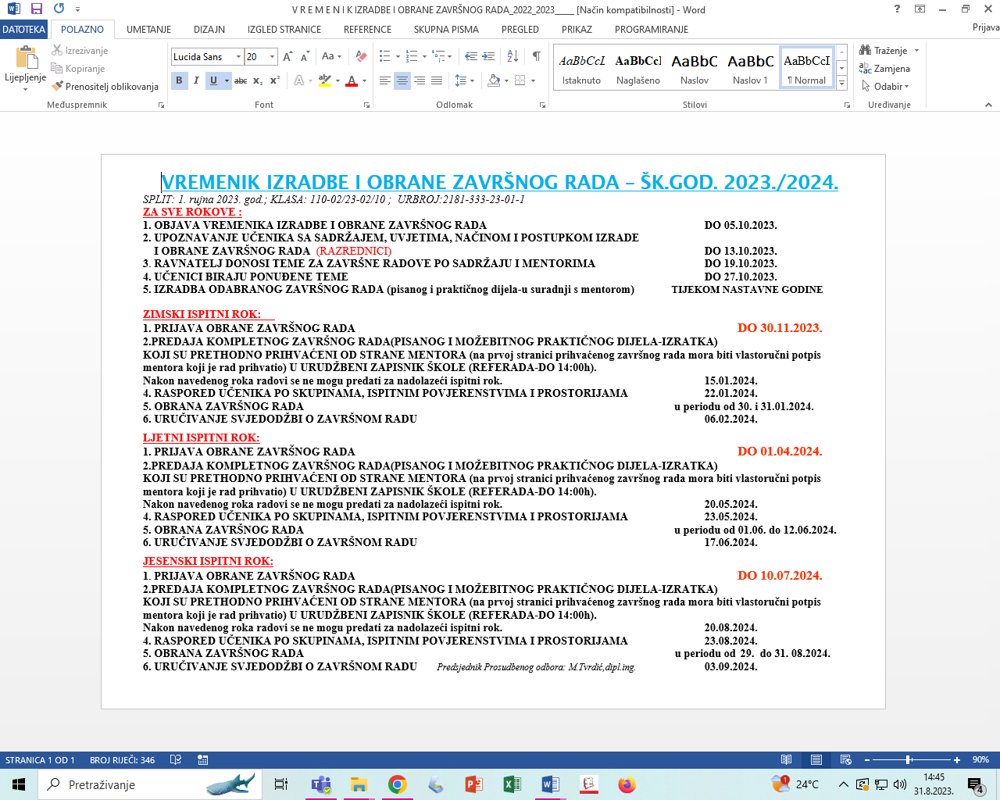 V R E M E N I K IZRADBE I OBRANE ZAVRŠNOG RADA_2022_2023____ [Način kompatibilnosti] - Word
DATOTEKA POLAZNO UMETANJE DIZAJN IZGLED STRANICE REFERENCE SKUPNA PISMA PREGLED PRIKAZ PROGRAMIRANJE Prijava
Lijepljenje
Izrezivanje
Kopiranje
Prenositelj oblikovanja
Međuspremnik
Lucida Sans 20
Font
Odlomak
AaBbCcI AaBbCcI AaBbC AaBbC AaBbCcI
Istaknuto Naglašeno Naslov Naslov 1 ¶ Normal
Stilovi
Traženje
Zamjena
Odabir
Uređivanje
VREMENIK IZRADBE I OBRANE ZAVRŠNOG RADA – ŠK.GOD. 2023./2024.
SPLIT: 1. rujna 2023. god.; KLASA: 110-02/23-02/10 ; URBROJ:2181-333-23-01-1
ZA SVE ROKOVE :
1. OBJAVA VREMENIKA IZRADBE I OBRANE ZAVRŠNOG RADA DO 05.10.2023.
2. UPOZNAVANJE UČENIKA SA SADRŽAJEM, UVJETIMA, NAČINOM I POSTUPKOM IZRADE
I OBRANE ZAVRŠNOG RADA (RAZREDNICI) DO 13.10.2023.
3. RAVNATELJ DONOSI TEME ZA ZAVRŠNE RADOVE PO SADRŽAJU I MENTORIMA DO 19.10.2023.
4. UČENICI BIRAJU PONUĐENE TEME DO 27.10.2023.
5. IZRADBA ODABRANOG ZAVRŠNOG RADA (pisanog i praktičnog dijela-u suradnji s mentorom) TIJEKOM NASTAVNE GODINE
ZIMSKI ISPITNI ROK:
1. PRIJAVA OBRANE ZAVRŠNOG RADA DO 30.11.2023.
2.PREDAJA KOMPLETNOG ZAVRŠNOG RADA(PISANOG I MOŽEBITNOG PRAKTIČNOG DIJELA-IZRATKA)
KOJI SU PRETHODNO PRIHVAĆENI OD STRANE MENTORA (na prvoj stranici prihvaćenog završnog rada mora biti vlastoručni potpis
mentora koji je rad prihvatio) U URUDŽBENI ZAPISNIK ŠKOLE (REFERADA-DO 14:00h).
Nakon navedenog roka radovi se ne mogu predati za nadolazeći ispitni rok. 15.01.2024.
4. RASPORED UČENIKA PO SKUPINAMA, ISPITNIM POVJERENSTVIMA I PROSTORIJAMA 22.01.2024.
5. OBRANA ZAVRŠNOG RADA u periodu od 30. i 31.01.2024.
6. URUČIVANJE SVJEDODŽBI O ZAVRŠNOM RADU 06.02.2024.
LJETNI ISPITNI ROK:
1. PRIJAVA OBRANE ZAVRŠNOG RADA DO 01.04.2024.
2.PREDAJA KOMPLETNOG ZAVRŠNOG RADA(PISANOG I MOŽEBITNOG PRAKTIČNOG DIJELA-IZRATKA)
KOJI SU PRETHODNO PRIHVAĆENI OD STRANE MENTORA (na prvoj stranici prihvaćenog završnog rada mora biti vlastoručni potpis
mentora koji je rad prihvatio) U URUDŽBENI ZAPISNIK ŠKOLE (REFERADA-DO 14:00h).
Nakon navedenog roka radovi se ne mogu predati za nadolazeći ispitni rok. 20.05.2024.
4. RASPORED UČENIKA PO SKUPINAMA, ISPITNIM POVJERENSTVIMA I PROSTORIJAMA 23.05.2024.
5. OBRANA ZAVRŠNOG RADA u periodu od 01.06. do 12.06.2024.
6. URUČIVANJE SVJEDODŽBI O ZAVRŠNOM RADU 17.06.2024.
JESENSKI ISPITNI ROK:
1. PRIJAVA OBRANE ZAVRŠNOG RADA DO 10.07.2024.
2.PREDAJA KOMPLETNOG ZAVRŠNOG RADA(PISANOG I MOŽEBITNOG PRAKTIČNOG DIJELA-IZRATKA)
KOJI SU PRETHODNO PRIHVAĆENI OD STRANE MENTORA (na prvoj stranici prihvaćenog završnog rada mora biti vlastoručni potpis
mentora koji je rad prihvatio) U URUDŽBENI ZAPISNIK ŠKOLE (REFERADA-DO 14:00h).
Nakon navedenog roka radovi se ne mogu predati za nadolazeći ispitni rok. 20.08.2024.
4. RASPORED UČENIKA PO SKUPINAMA, ISPITNIM POVJERENSTVIMA I PROSTORIJAMA 23.08.2024.
5. OBRANA ZAVRŠNOG RADA u periodu od 29. do 31. 08.2024.
6. URUČIVANJE SVJEDODŽBI O ZAVRŠNOM RADU Predsjednik Prosudbenog odbora: M.Tvrdić,dipl.ing. 03.09.2024.
STRANICA 1 OD 1 BROJ RIJEČI: 346 90%
Pretraživanje 1 24°C 14:45
31.8.2023. 4